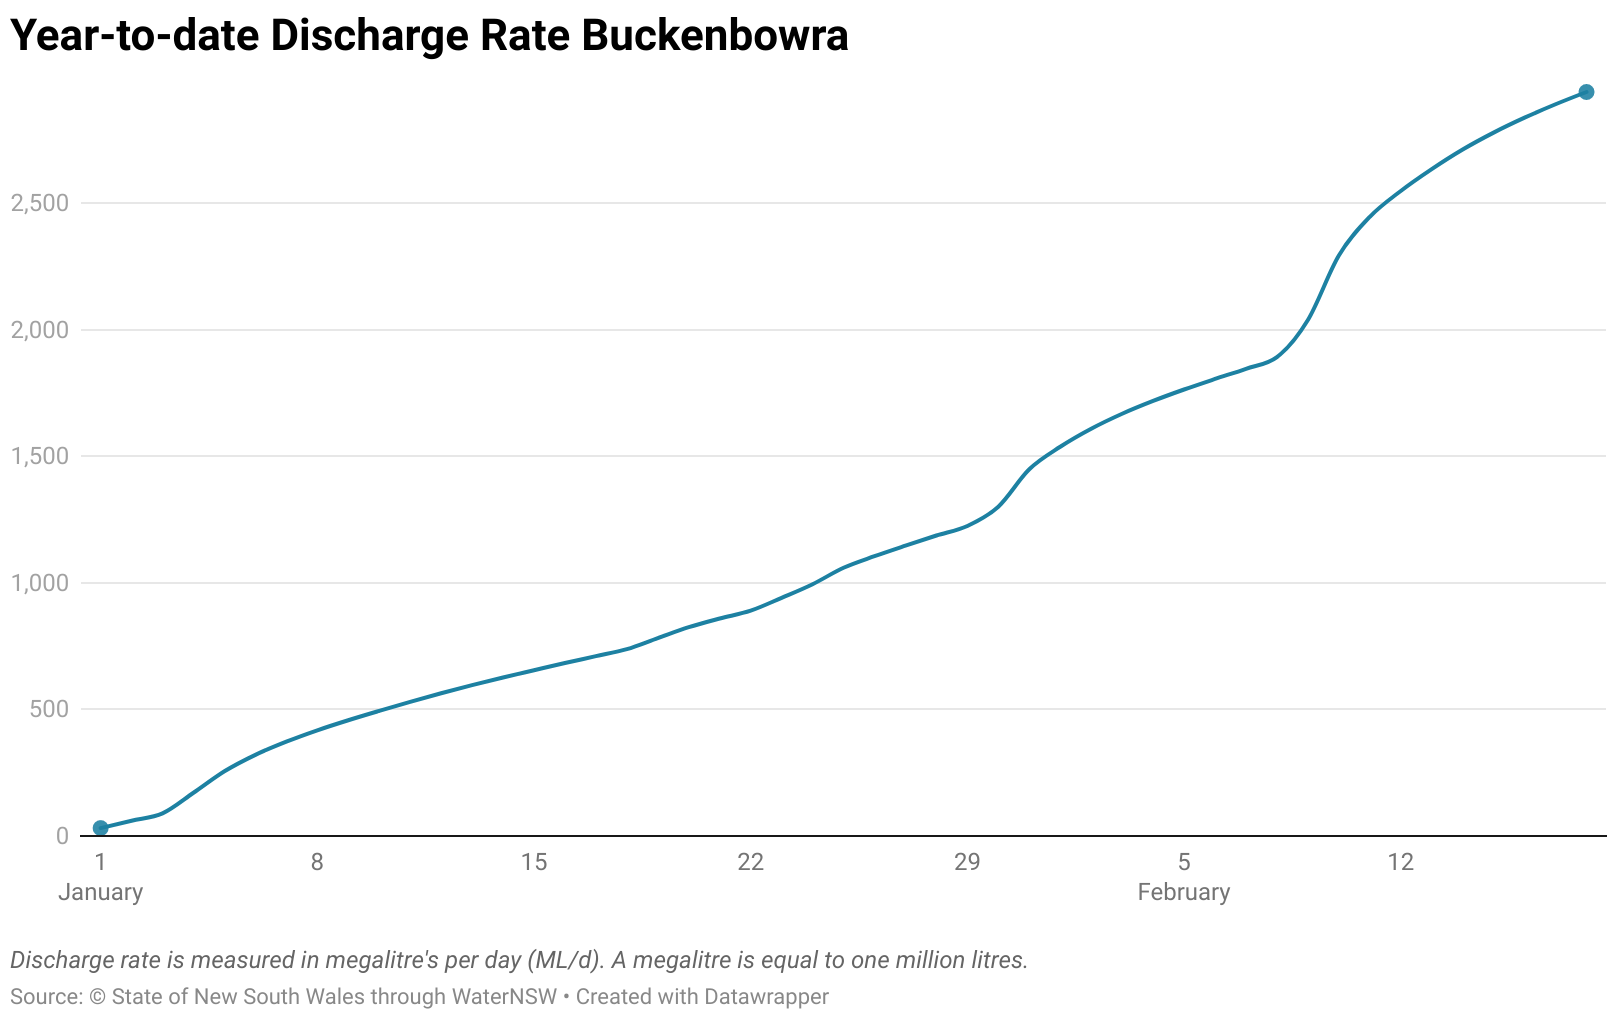 Year-to-date Discharge Rate Buckenbowra
2,500
2,000
1,500
1,000
500
0
1 8 15 22 29 5 12
January February
Discharge rate is measured in megalitre's per day (ML/d). A megalitre is equal to one million litres.
Source: © State of New South Wales through WaterNSW • Created with Datawrapper